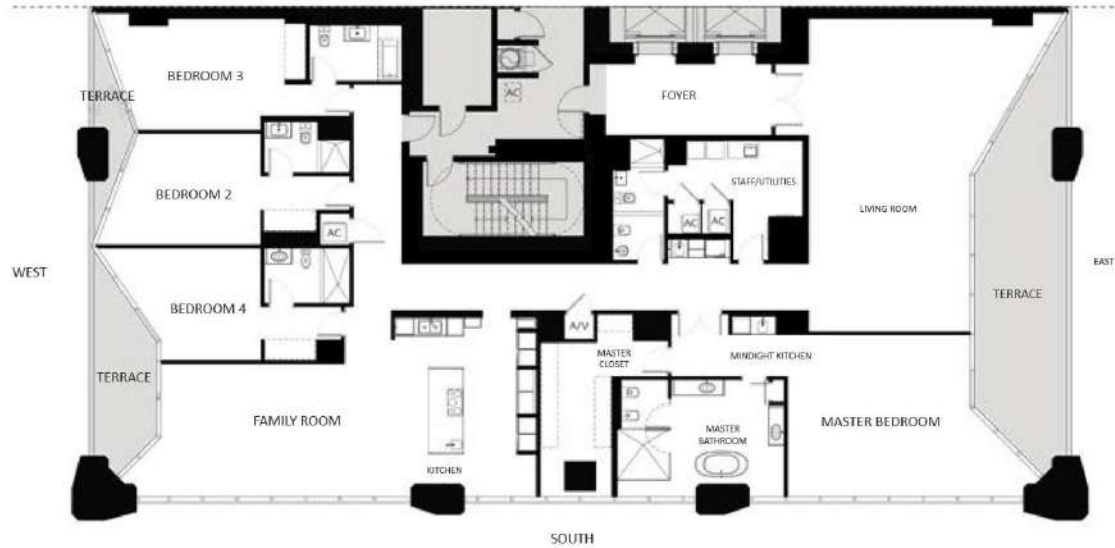 BEDROOM 3
TERRACE
AC
FOYER
BEDROOM 2
STAFF/UTILITIES
AC
AC
AC
LIVING ROOM
WEST
EAST
BEDROOM 4
TERRACE
A/V
MASTER
CLOSET
MINDIGHT KITCHEN
TERRACE
FAMILY ROOM
MASTER
BATHROOM
MASTER BEDROOM
KITCHEN
SOUTH